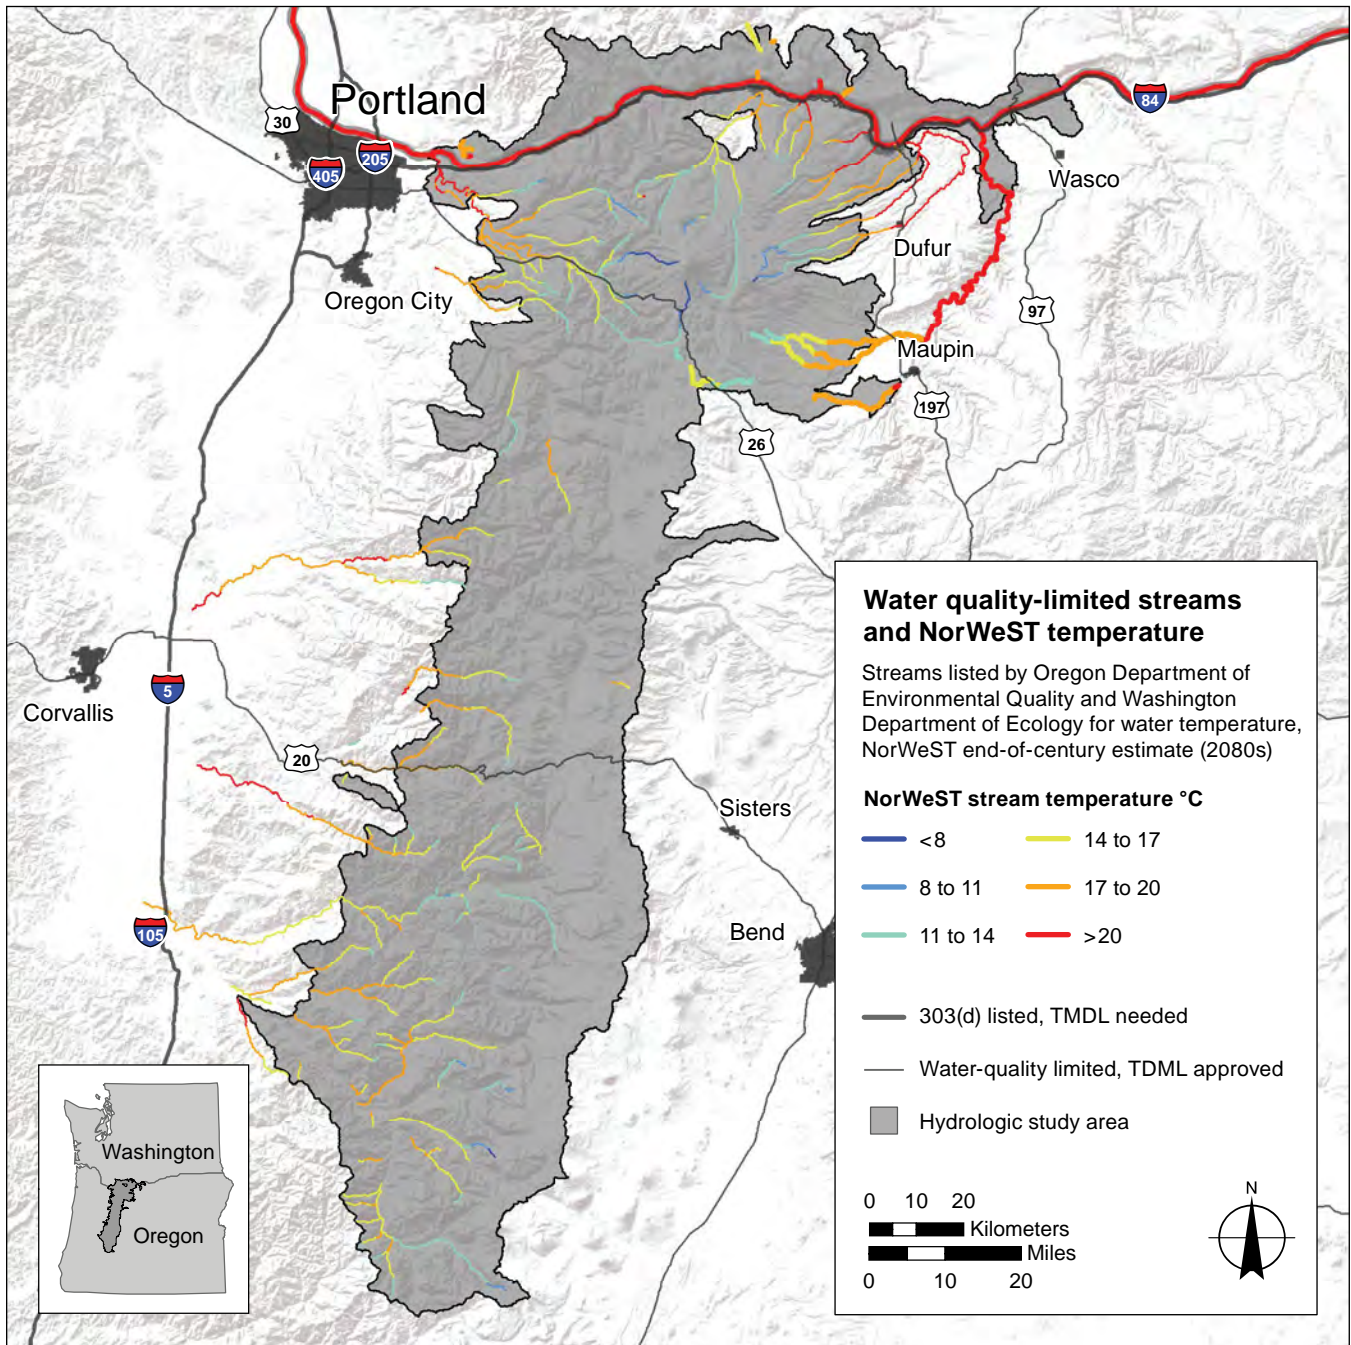 Portland
30
405
205
84
Wasco
Dufur
Oregon City
97
Maupin
197
26
Corvallis
5
20
Sisters
105
Bend
Washington
Oregon
Water quality-limited streams
and NorWeST temperature
Streams listed by Oregon Department of
Environmental Quality and Washington
Department of Ecology for water temperature,
NorWeST end-of-century estimate (2080s)
NorWeST stream temperature °C
<8
14 to 17
8 to 11
17 to 20
11 to 14
>20
303(d) listed, TMDL needed
Water-quality limited, TDML approved
Hydrologic study area
0 10 20
Kilometers
Miles
0 10 20
N